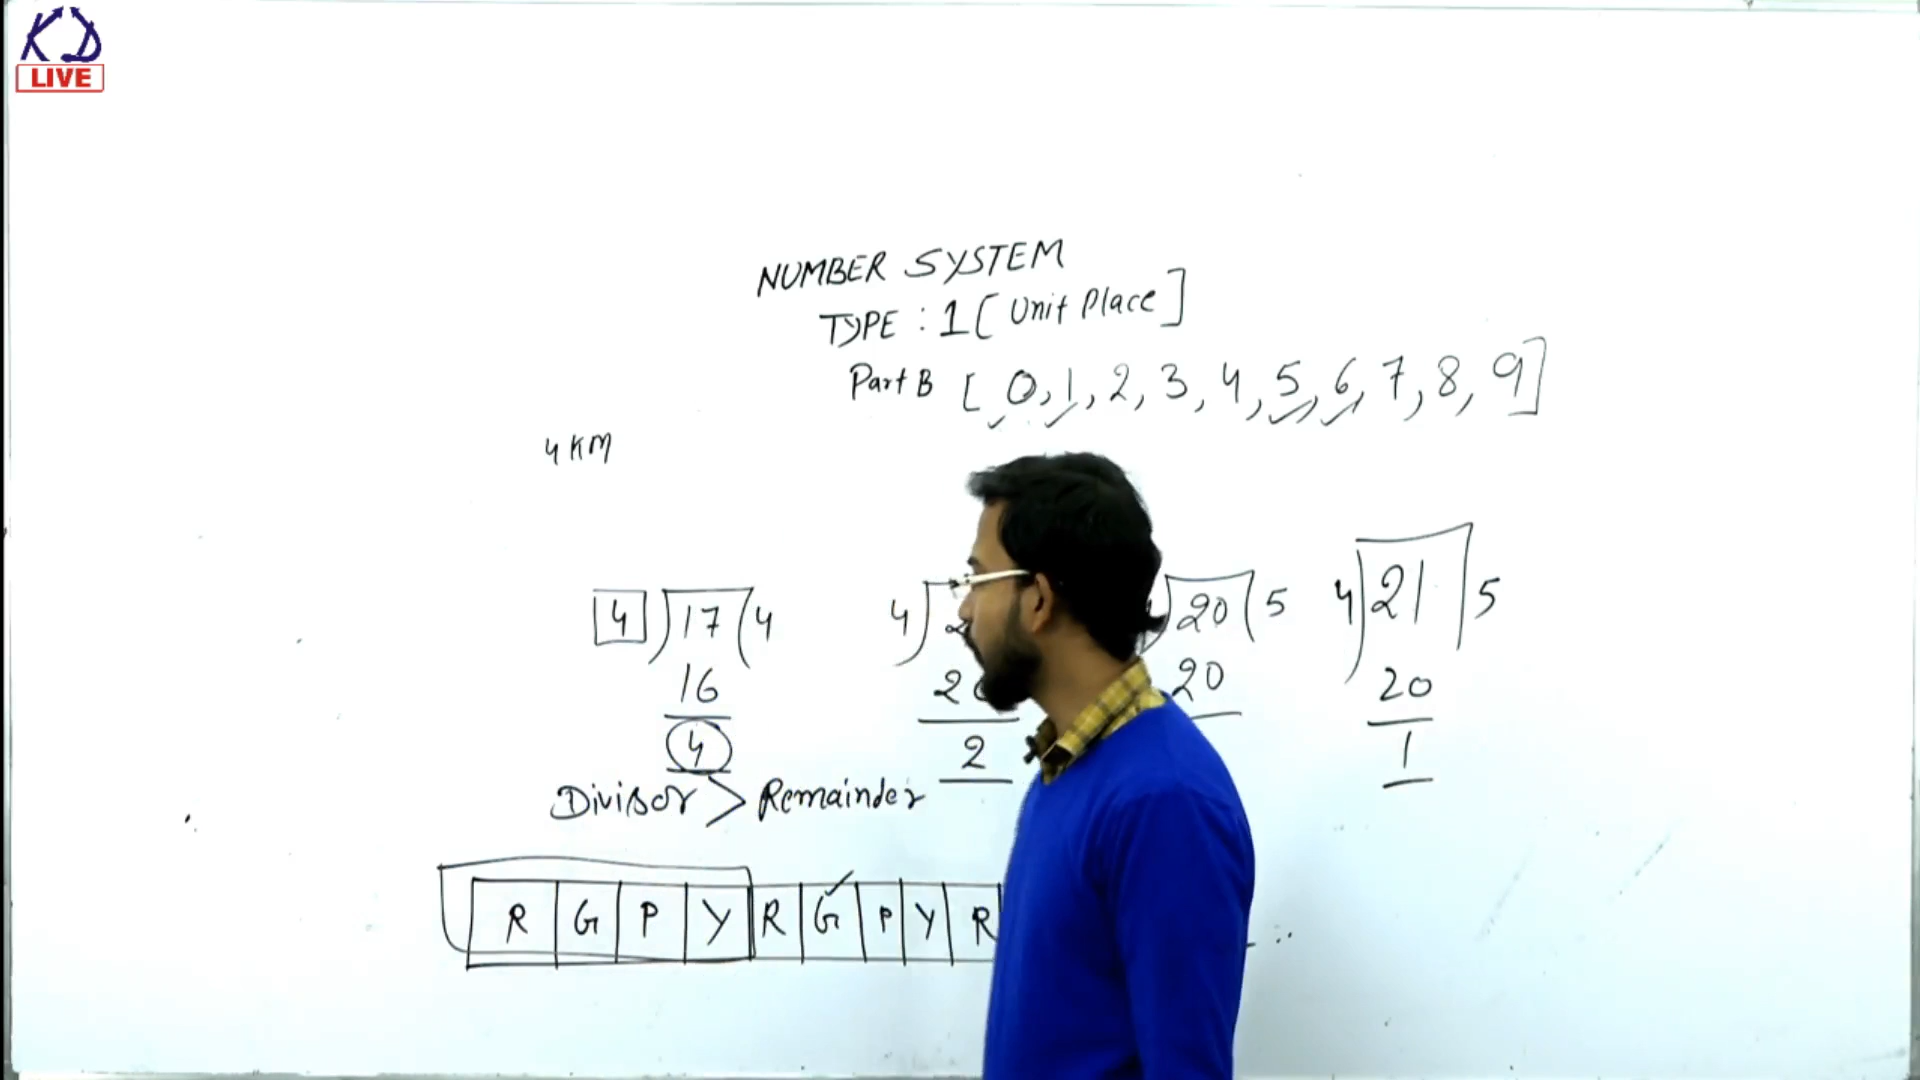 KD
LIVE
NUMBER SYSTEM
TYPE : 1 [ Unit Place ]
Part B [ 0, 1, 2, 3, 4, 5, 6, 7, 8, 9 ]
4 KM
4 ) 17 ( 4
16
4
4 )
2
20 ( 5
20
4 | 21 | 5
20
1
Divisor > Remainder
R G P Y R G P Y R